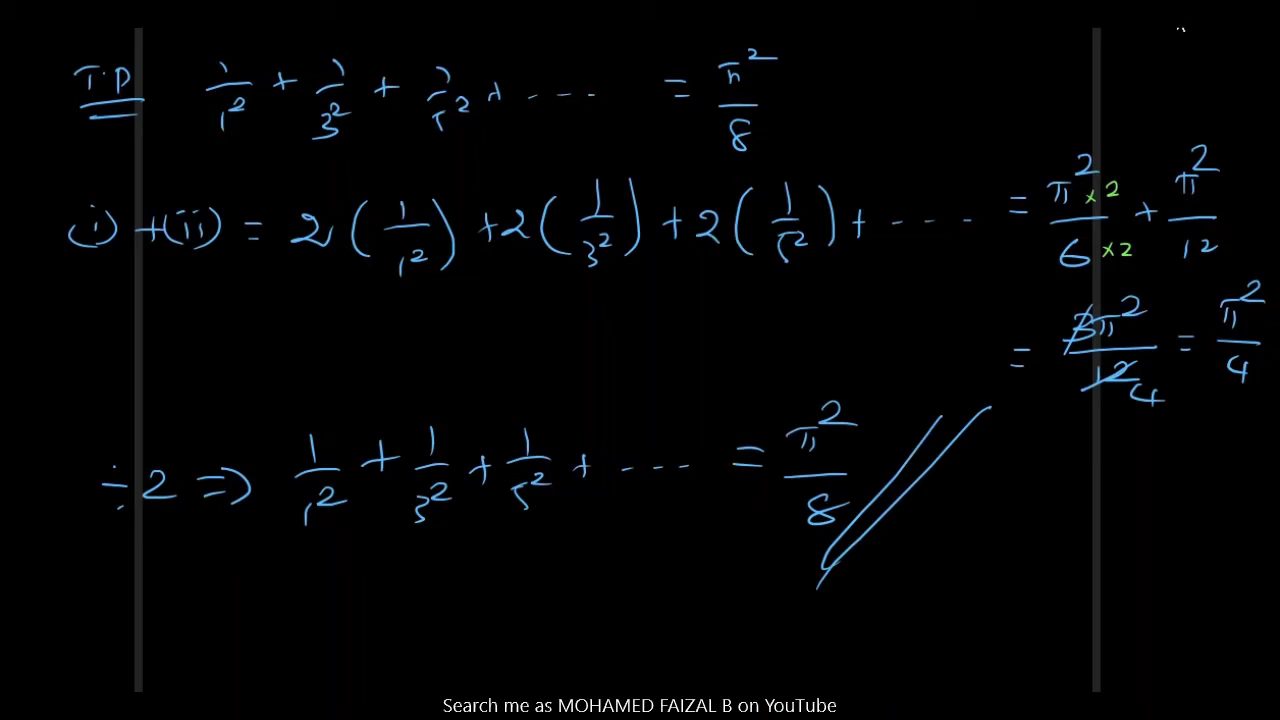 T.P 1/1² + 1/3² + 1/5² + ---- = π²/8
(i) + (ii) = 2(1/1²) + 2(1/3²) + 2(1/5²) + ---- = π² × 2/6 × 2 + π²/12
= 3π²/12 4 = π²/4
÷2 ⇒ 1/1² + 1/3² + 1/5² + ---- = π²/8
Search me as MOHAMED FAIZAL B on YouTube